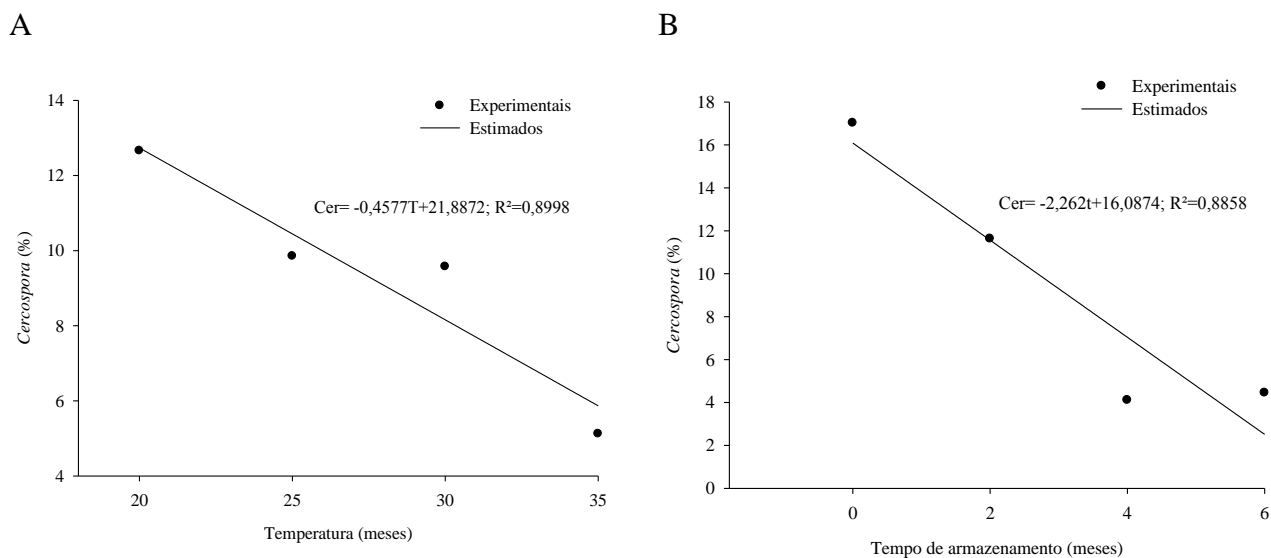 A
14
12
10
8
6
4
20
25
30
35
Cercospora (%)
Temperatura (meses)
Experimentais
Estimados
Cer= -0,4577T+21,8872; R²=0,8998
B
18
16
14
12
10
8
6
4
2
0
0
2
4
6
Cercospora (%)
Tempo de armazenamento (meses)
Experimentais
Estimados
Cer= -2,262t+16,0874; R²=0,8858